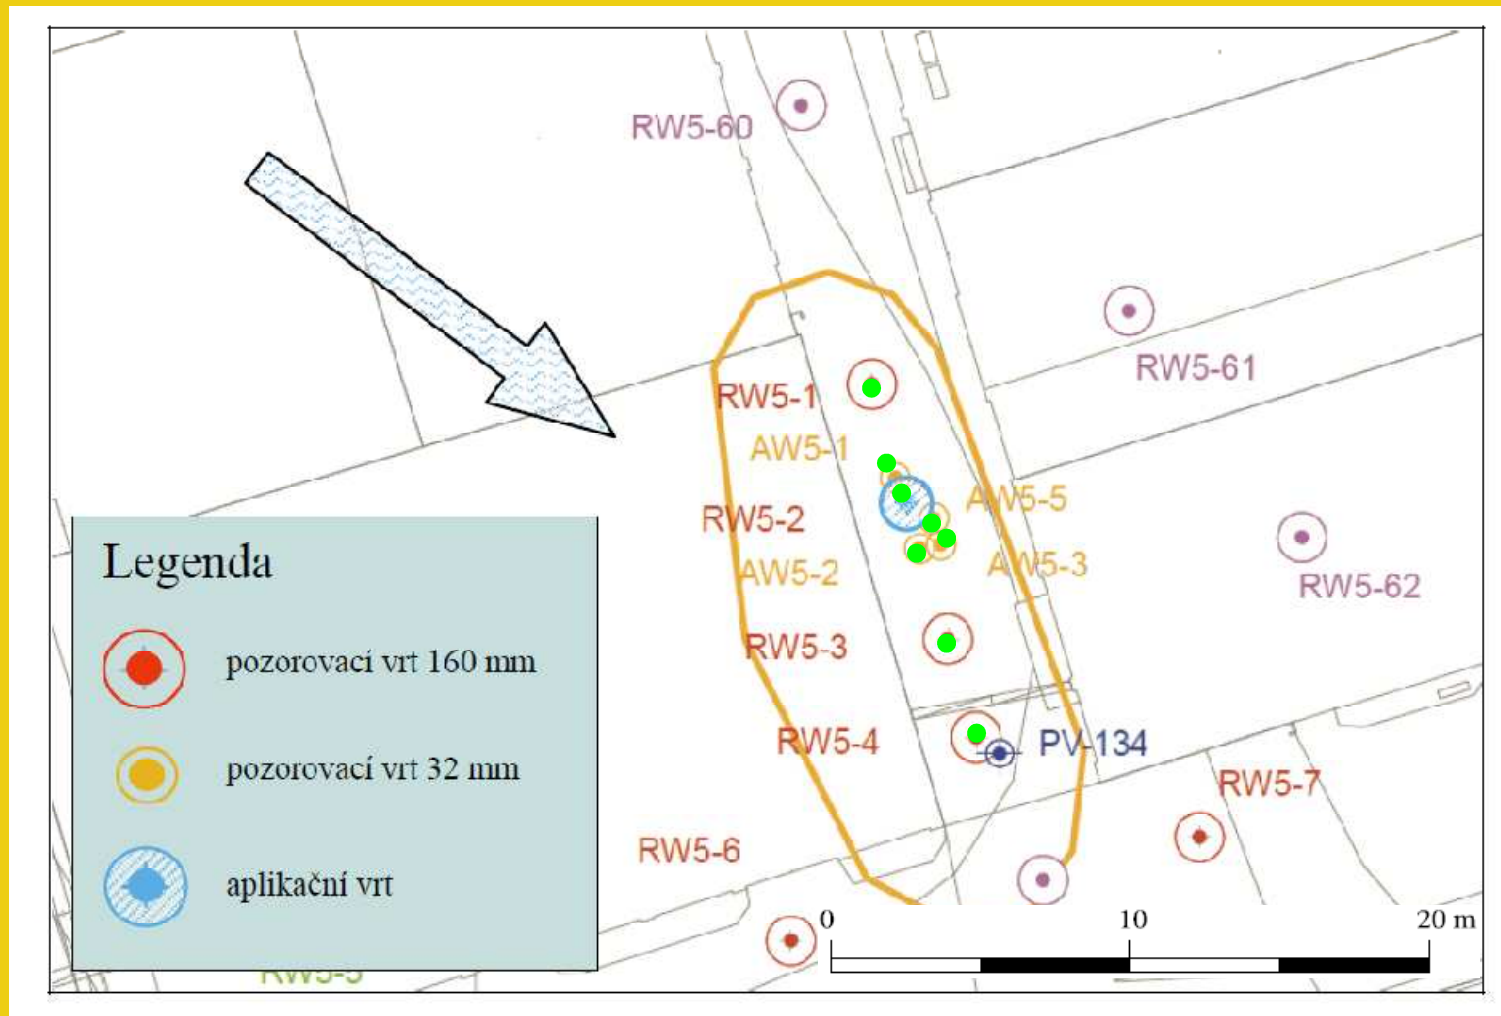 RW5-60
RW5-61
RW5-1
AW5-1
AW5-5
RW5-2
AW5-3
AW5-2
RW5-62
RW5-3
RW5-4
PV-134
RW5-7
RW5-6
Legenda
pozorovací vrt 160 mm
pozorovací vrt 32 mm
aplikační vrt
RW5-5
0 10 20 m